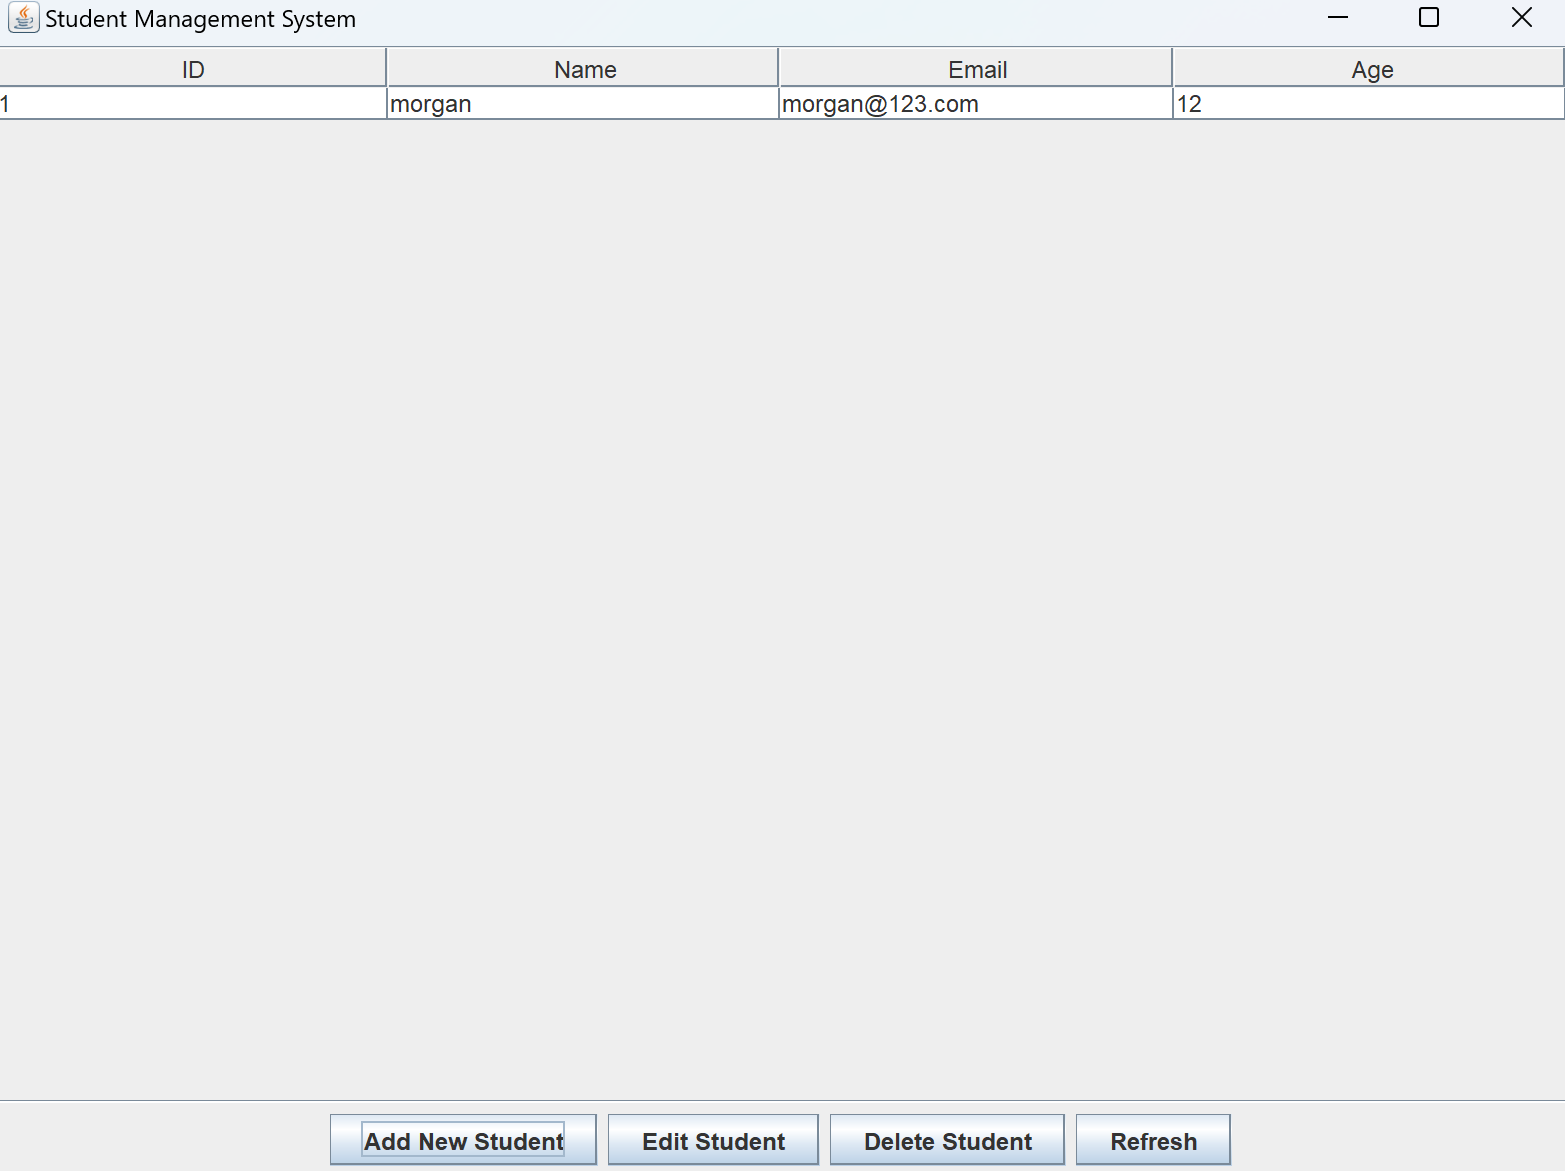 Student Management System
ID Name Email Age
1 morgan morgan@123.com 12
Add New Student Edit Student Delete Student Refresh